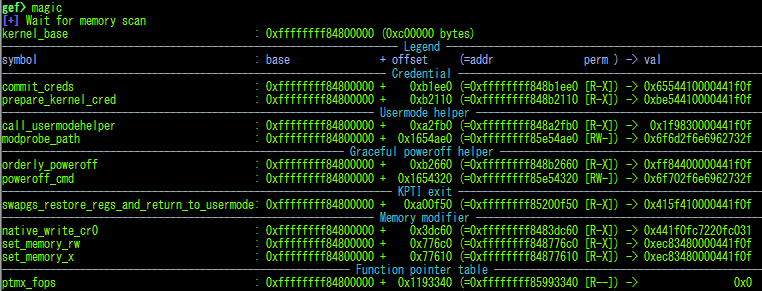 gef> magic
[+] Wait for memory scan
kernel_base : 0xffffffff84800000 (0xc00000 bytes)
Legend
symbol : base + offset (=addr perm ) -> val
Credential
commit_creds : 0xffffffff84800000 + 0xb1ee0 (=0xffffffff848b1ee0 [R-X]) -> 0x6554410000441f0f
prepare_kernel_cred : 0xffffffff84800000 + 0xb2110 (=0xffffffff848b2110 [R-X]) -> 0xbe54410000441f0f
Usermode helper
call_usermodehelper : 0xffffffff84800000 + 0xa2fb0 (=0xffffffff848a2fb0 [R-X]) -> 0x1f9830000441f0f
modprobe_path : 0xffffffff84800000 + 0x1654ae0 (=0xffffffff85e54ae0 [RW-]) -> 0x6f6d2f6e6962732f
Graceful poweroff helper
orderly_poweroff : 0xffffffff84800000 + 0xb2660 (=0xffffffff848b2660 [R-X]) -> 0xff84400000441f0f
poweroff_cmd : 0xffffffff84800000 + 0x1654320 (=0xffffffff85e54320 [RW-]) -> 0x6f702f6e6962732f
KPTI exit
swapgs_restore_regs_and_return_to_usermode: 0xffffffff84800000 + 0xa00f50 (=0xffffffff85200f50 [R-X]) -> 0x415f410000441f0f
Memory modifier
native_write_cr0 : 0xffffffff84800000 + 0x3dc60 (=0xffffffff8483dc60 [R-X]) -> 0x441f0fc7220fc031
set_memory_rw : 0xffffffff84800000 + 0x776c0 (=0xffffffff848776c0 [R-X]) -> 0xec83480000441f0f
set_memory_x : 0xffffffff84800000 + 0x77610 (=0xffffffff84877610 [R-X]) -> 0xec83480000441f0f
Function pointer table
ptmx_fops : 0xffffffff84800000 + 0x1193340 (=0xffffffff85993340 [R--]) -> 0x0